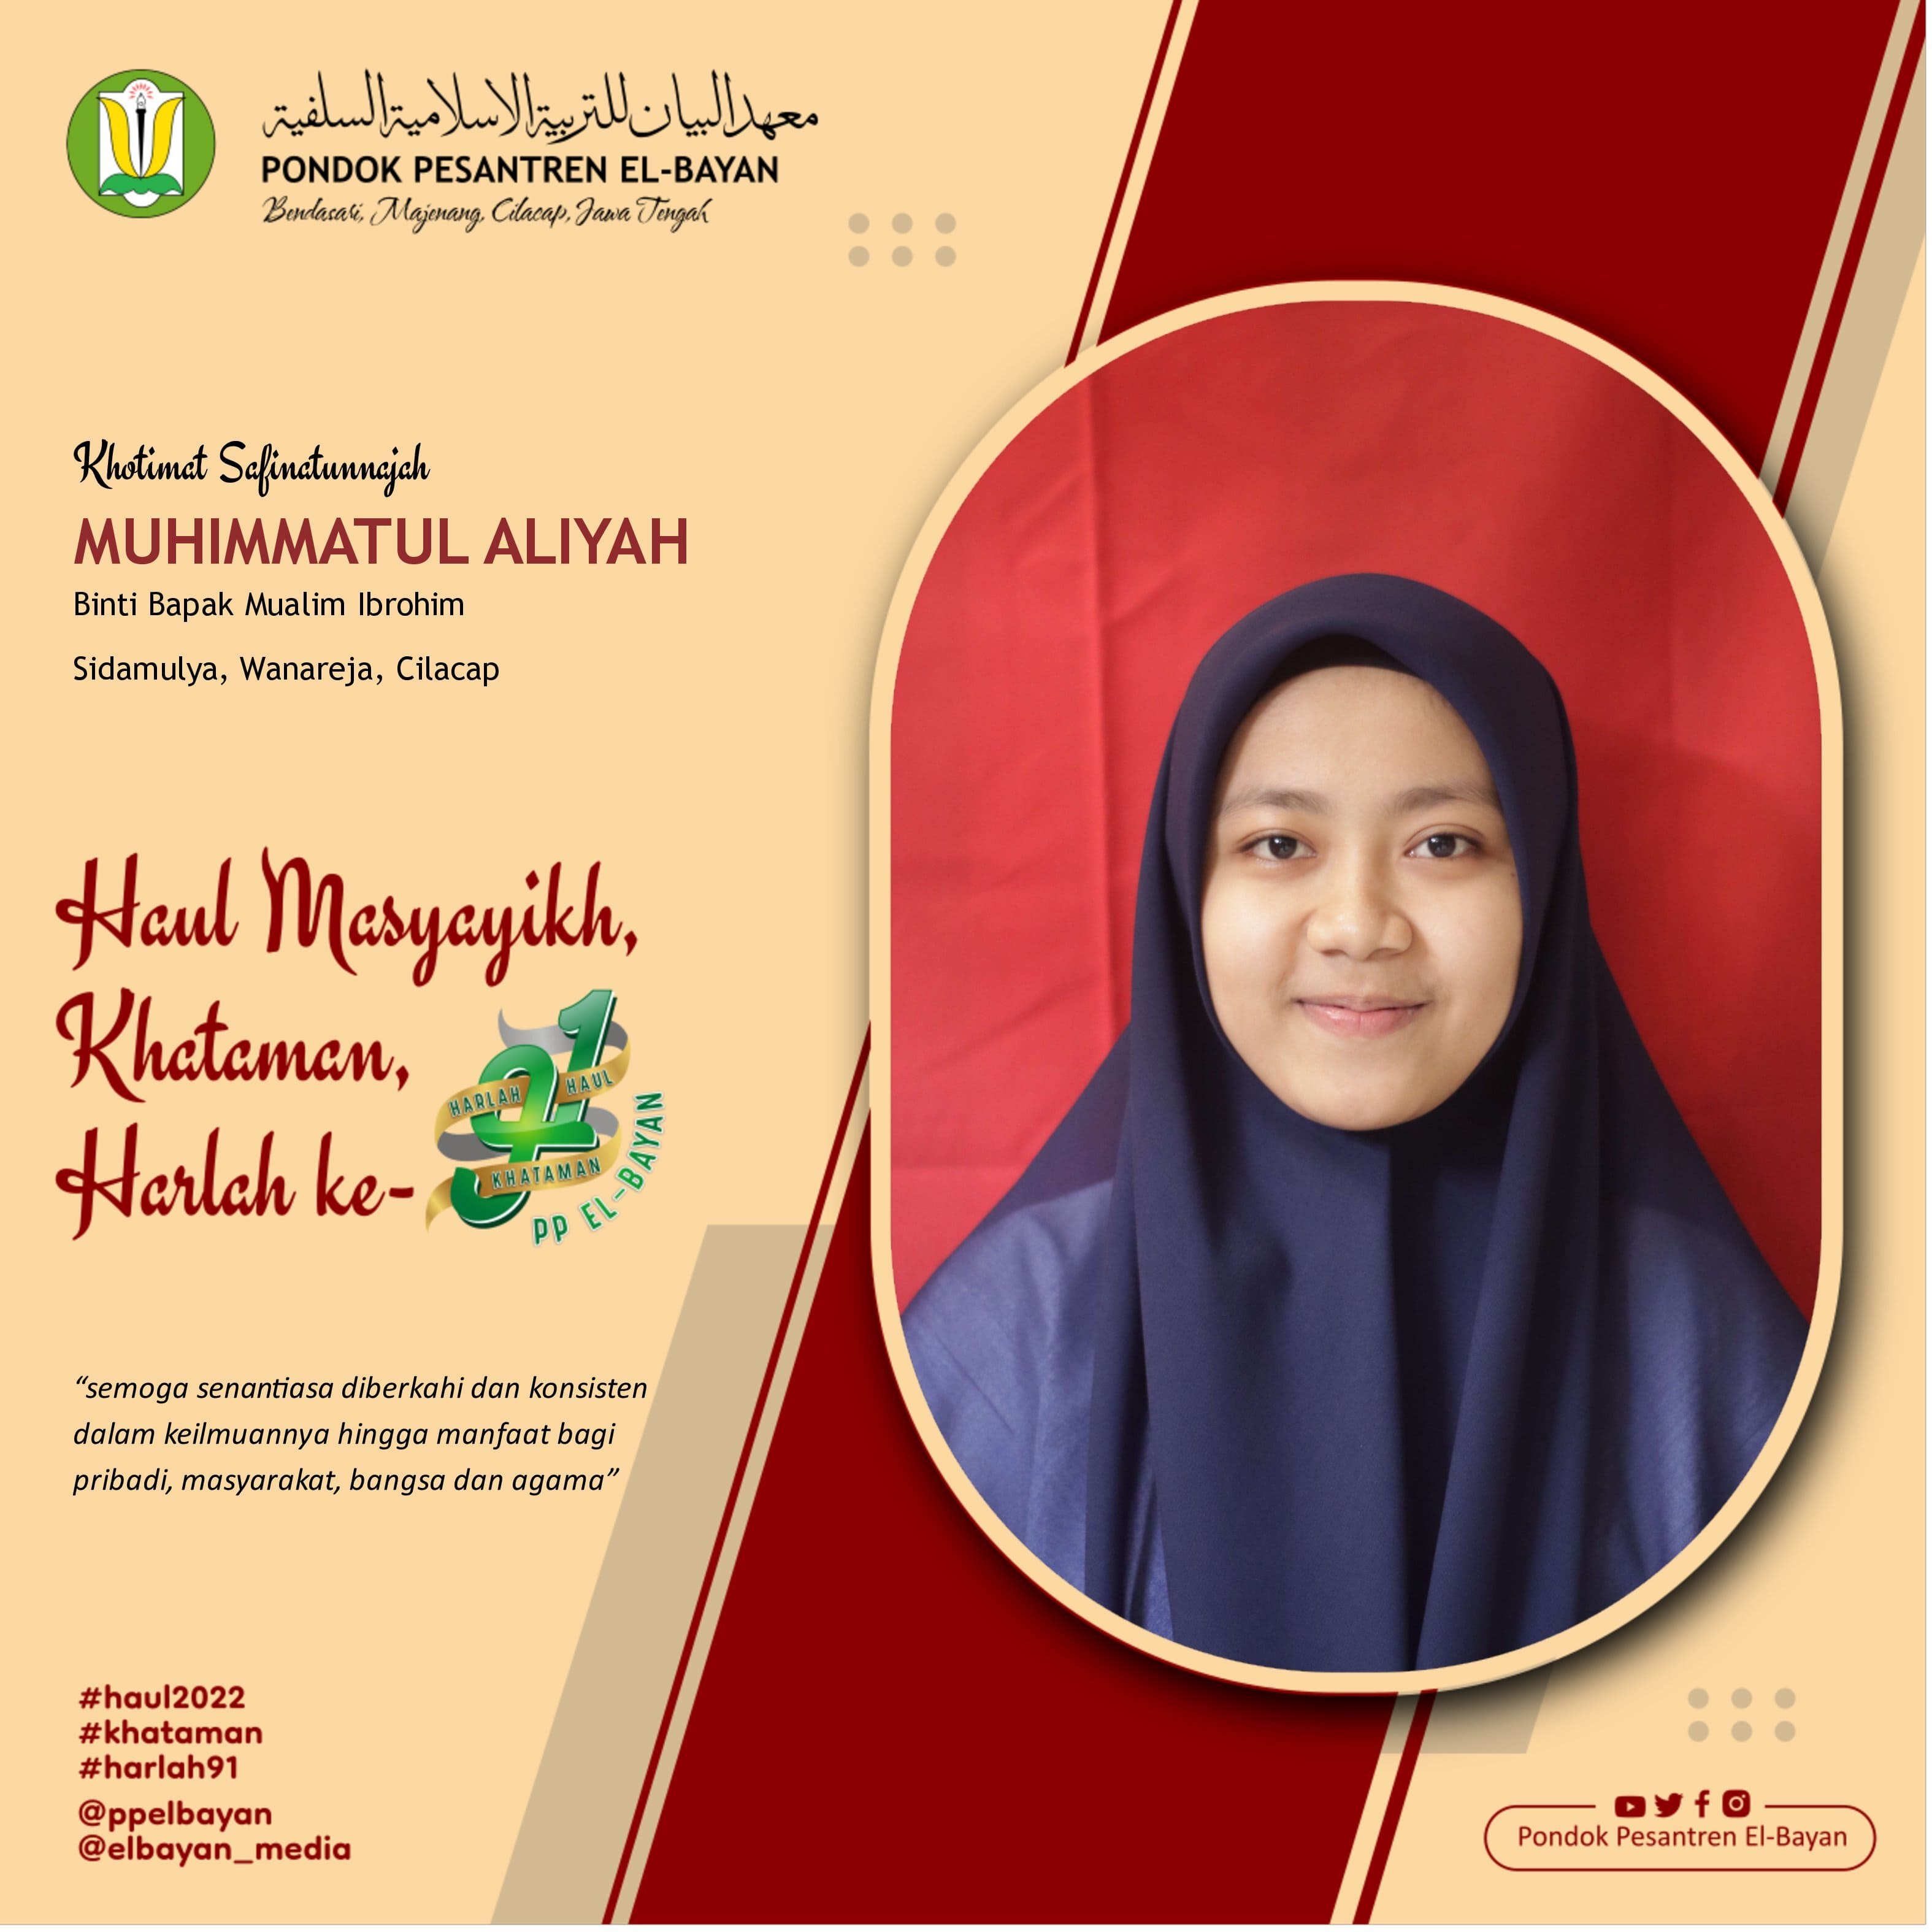 معهد البيان للتربية الاسلامية السلفية
PONDOK PESANTREN EL-BAYAN
Bendasari, Majenang, Cilacap, Jawa Tengah
Khotimat Safinatunnajah
MUHIMMATUL ALIYAH
Binti Bapak Mualim Ibrohim
Sidamulya, Wanareja, Cilacap
Haul Masyayikh,
Khataman,
Harlah ke-
91
HARLAH HAUL
KHATAMAN
PP EL-BAYAN
“semoga senantiasa diberkahi dan konsisten
dalam keilmuannya hingga manfaat bagi
pribadi, masyarakat, bangsa dan agama”
#haul2022
#khataman
#harlah91
@ppelbayan
@elbayan_media
Pondok Pesantren El-Bayan